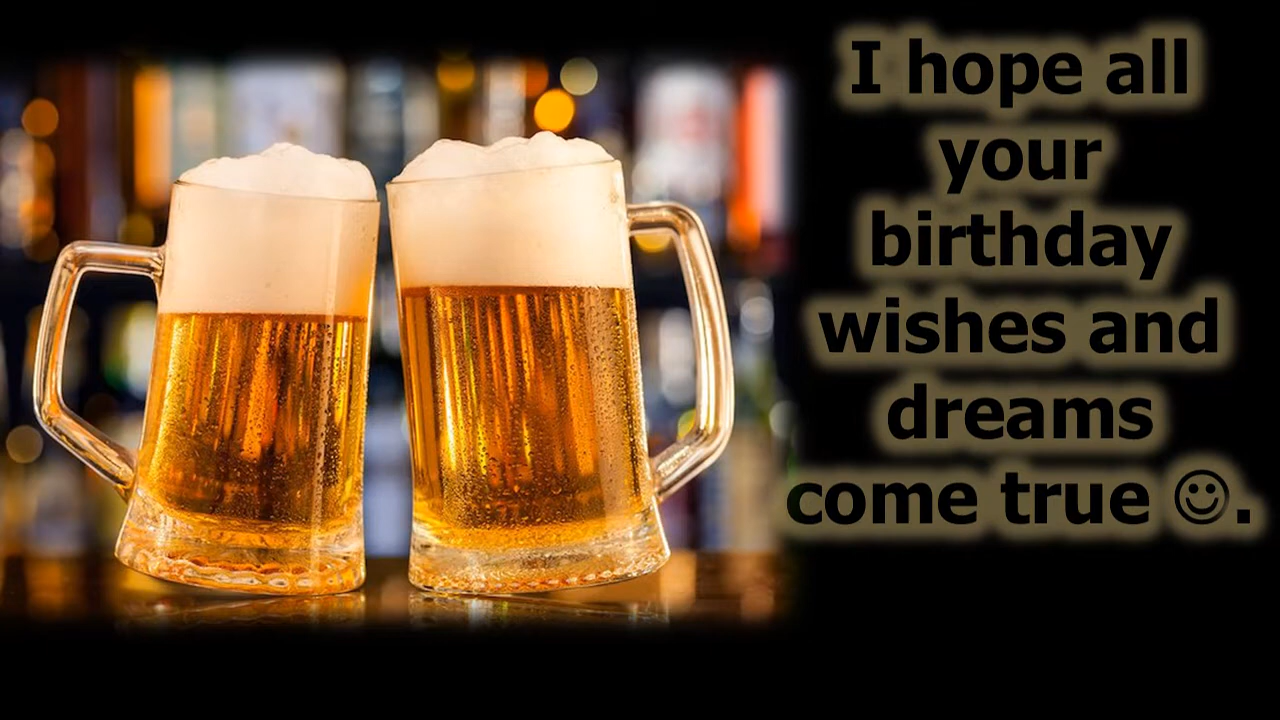 I hope all
your
birthday
wishes and
dreams
come true ☺.